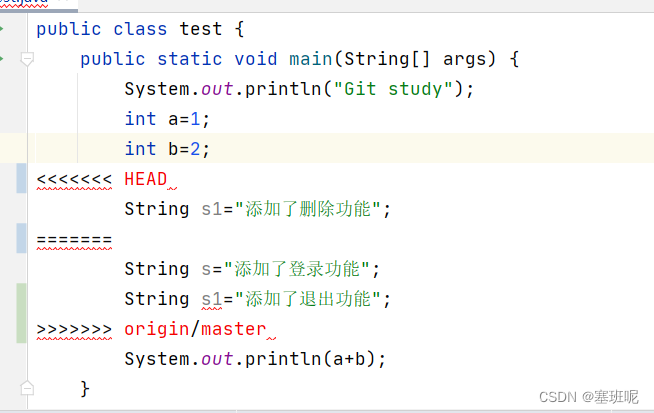 public class test {
public static void main(String[] args) {
System.out.println("Git study");
int a=1;
int b=2;
<<<<<<< HEAD
String s1="添加了删除功能";
=======
String s="添加了登录功能";
String s1="添加了退出功能";
>>>>>>> origin/master
System.out.println(a+b);
}
CSDN @塞班呢